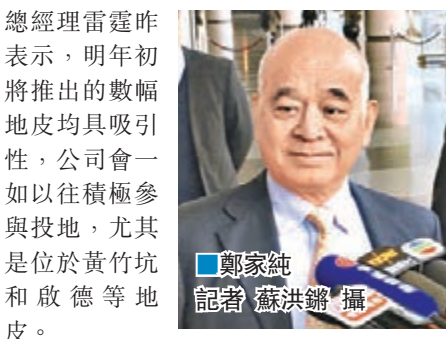 總經理雷霆昨
表示，明年初
將推出的數幅
地皮均具吸引
性，公司會一
如以往積極參
與投地，尤其
是位於黃竹坑
和啟德等地
皮。
■鄭家純
記者 蘇洪鏘 攝